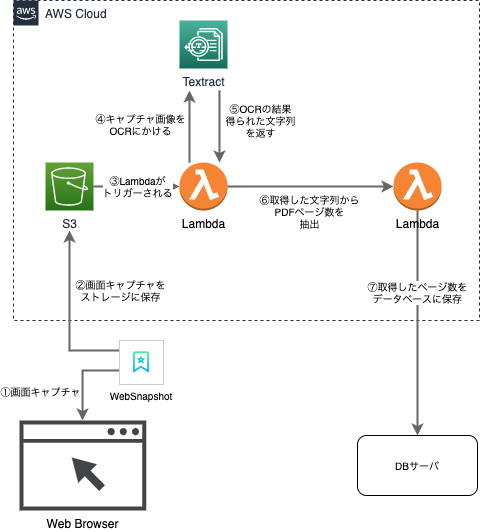 aws
AWS Cloud
Textract
④キャプチャ画像を
OCRにかける
⑤OCRの結果
得られた文字列
を返す
③Lambdaが
トリガーされる
S3
Lambda
⑥取得した文字列から
PDFページ数を
抽出
Lambda
②画面キャプチャを
ストレージに保存
⑦取得したページ数を
データベースに保存
①画面キャプチャ
WebSnapshot
DBサーバ
Web Browser